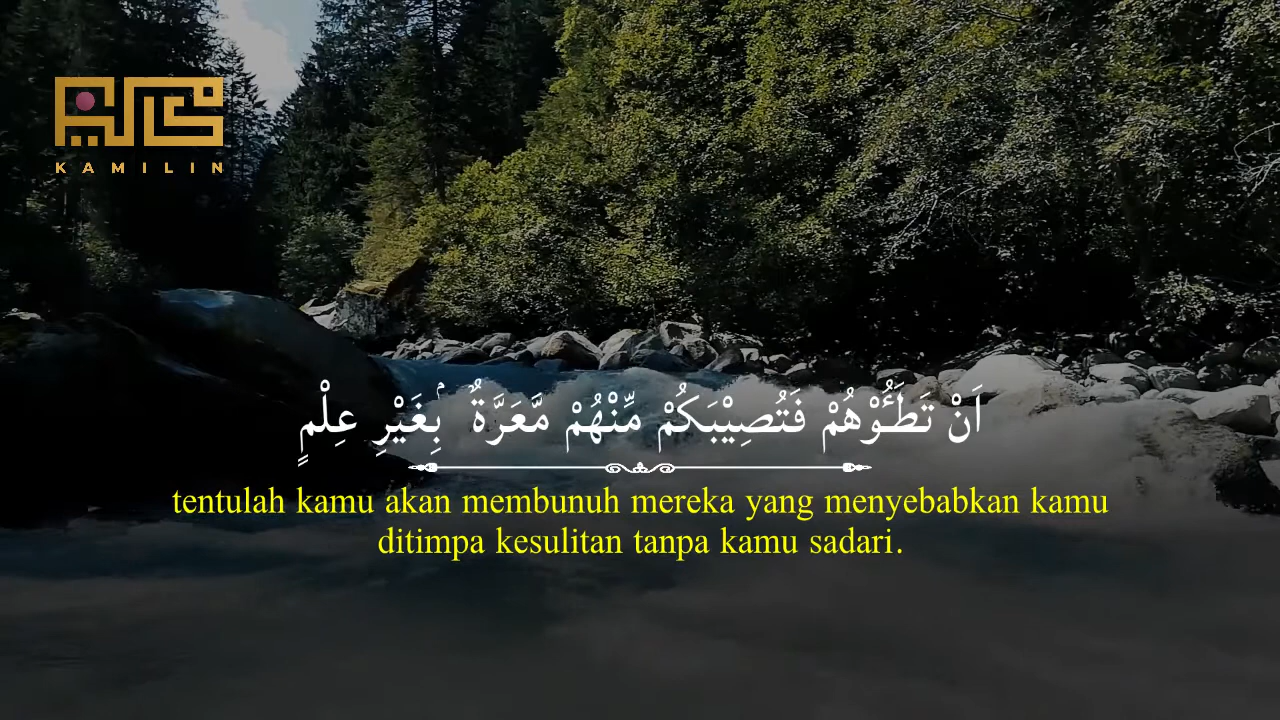 KAMILIN
اَنْ تَطَـُٔوْهُمْ فَتُصِيْبَكُمْ مِّنْهُمْ مَّعَرَّةٌ ۢبِغَيْرِ عِلْمٍ
tentulah kamu akan membunuh mereka yang menyebabkan kamu
ditimpa kesulitan tanpa kamu sadari.